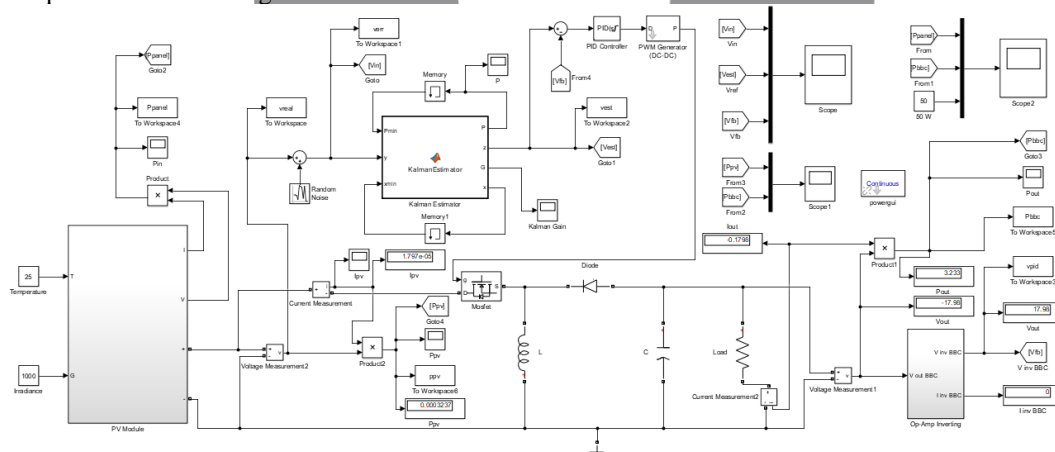 [Ppanel]
Goto2
Ppanel
To Workspace4
Pin
Product
verr
To Workspace1
[Vin]
Goto
vreal
To Workspace
Random
Noise
Memory
P
Pmin
y
xmin
KalmanEstimator
P
z
G
x
Kalman Estimator
Memory1
Kalman Gain
[Vfb]
From4
PID Controller
D
P
PWM Generator
(DC-DC)
vest
To Workspace2
[Vest]
Goto1
[Vin]
Vin
[Vest]
Vref
[Vfb]
Vfb
Scope
[Ppanel]
From
[Pbbc]
From1
50
50 W
Scope2
[Ppv]
From3
[Pbbc]
From2
Scope1
Continuous
powergui
[Pbbc]
Goto3
Pout
Pbbc
To Workspace5
Iout
-0.1798
Product1
3.233
Pout
-17.98
Vout
vpid
To Workspace3
17.98
Vout
[Vfb]
V inv BBC
0
I inv BBC
25
Temperature
1000
Irradiance
T
G
I
V
+
-
PV Module
Ipv
1.797e-05
Ipv
Current Measurement
Voltage Measurement2
Product2
[Ppv]
Goto4
Ppv
ppv
To Workspace6
0.0003237
Ppv
g
D
S
Mosfet
Diode
L
C
Load
Current Measurement2
Voltage Measurement1
V out BBC
V inv BBC
I inv BBC
Op-Amp Inverting